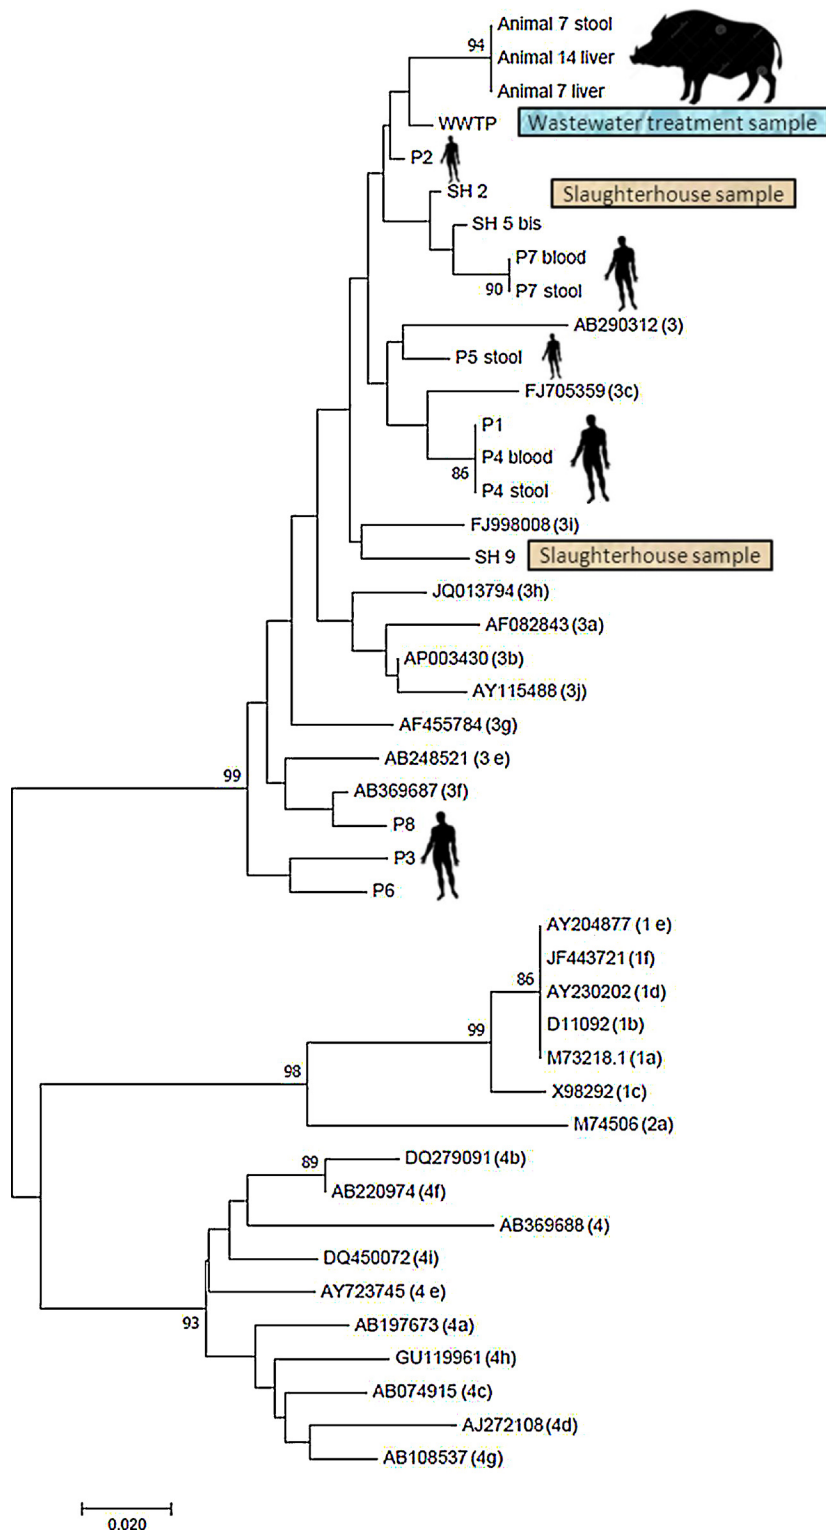 Animal 7 stool
94
Animal 14 liver
Animal 7 liver
WWTP
Wastewater treatment sample
P2
SH 2
Slaughterhouse sample
SH 5 bis
P7 blood
90
P7 stool
AB290312 (3)
P5 stool
FJ705359 (3c)
P1
P4 blood
86
P4 stool
FJ998008 (3i)
SH 9
Slaughterhouse sample
JQ013794 (3h)
AF082843 (3a)
AP003430 (3b)
AY115488 (3j)
AF455784 (3g)
AB248521 (3 e)
99
AB369687 (3f)
P8
P3
P6
AY204877 (1 e)
JF443721 (1f)
86
AY230202 (1d)
D11092 (1b)
99
M73218.1 (1a)
98
X98292 (1c)
M74506 (2a)
DQ279091 (4b)
89
AB220974 (4f)
AB369688 (4)
DQ450072 (4i)
AY723745 (4 e)
93
AB197673 (4a)
GU119961 (4h)
AB074915 (4c)
AJ272108 (4d)
AB108537 (4g)
0.020